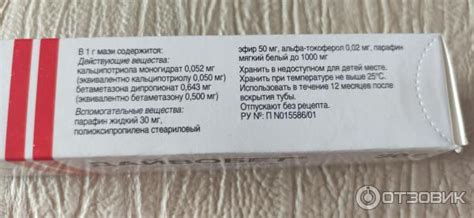 В 1 г мази содержится:
Действующие вещества:
кальципотриола моногидрат 0,052 мг
(эквивалентно кальципотриолу 0,050 мг)
бетаметазона дипропионат 0,643 мг
(эквивалентно бетаметазону 0,500 мг)
Вспомогательные вещества:
парафин жидкий 30 мг,
полиоксипропилена стеариловый
эфир 50 мг, альфа-токоферол 0,02 мг, парафин
мягкий белый до 1000 мг
Хранить в недоступном для детей месте.
Хранить при температуре не выше 25°C.
Использовать в течение 12 месяцев после
вскрытия тубы.
Отпускают без рецепта.
РУ №: П N015586/01
ДАЙВОБЕТ
ОТЗОВИК